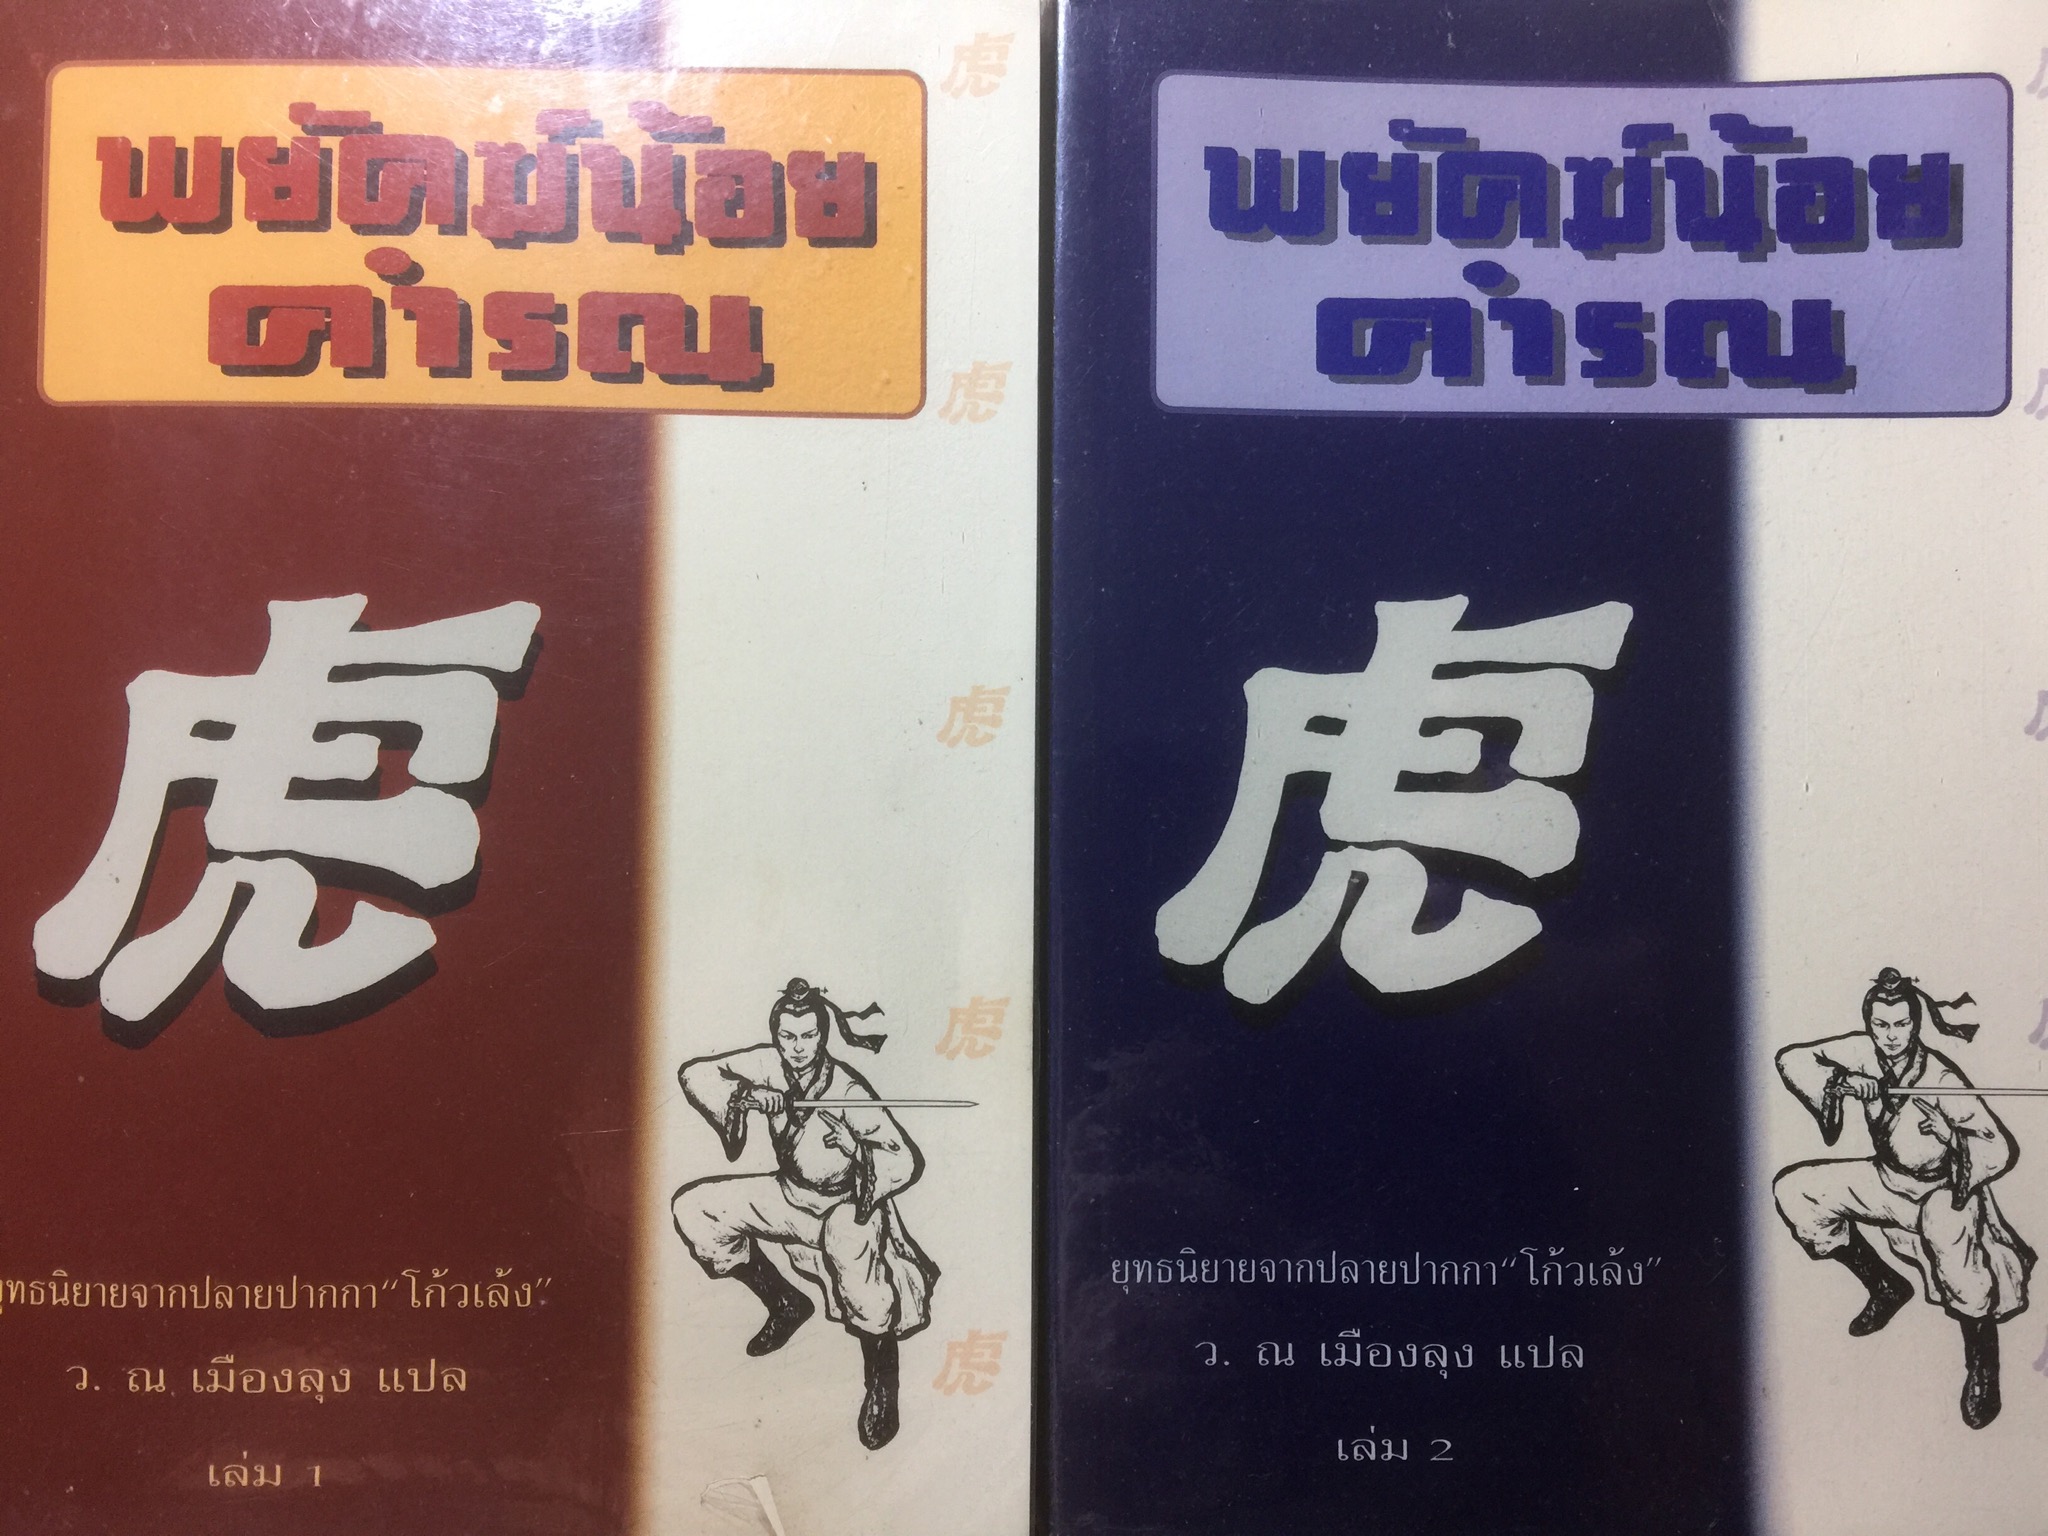 พยัคฆ์น้อย
คำรณ
虎
ยุทธนิยายจากปลายปากกา“โก้วเล้ง”
ว. ณ เมืองลุง แปล
เล่ม 1
虎
虎
虎
虎
虎
พยัคฆ์น้อย
คำรณ
虎
ยุทธนิยายจากปลายปากกา“โก้วเล้ง”
ว. ณ เมืองลุง แปล
เล่ม 2